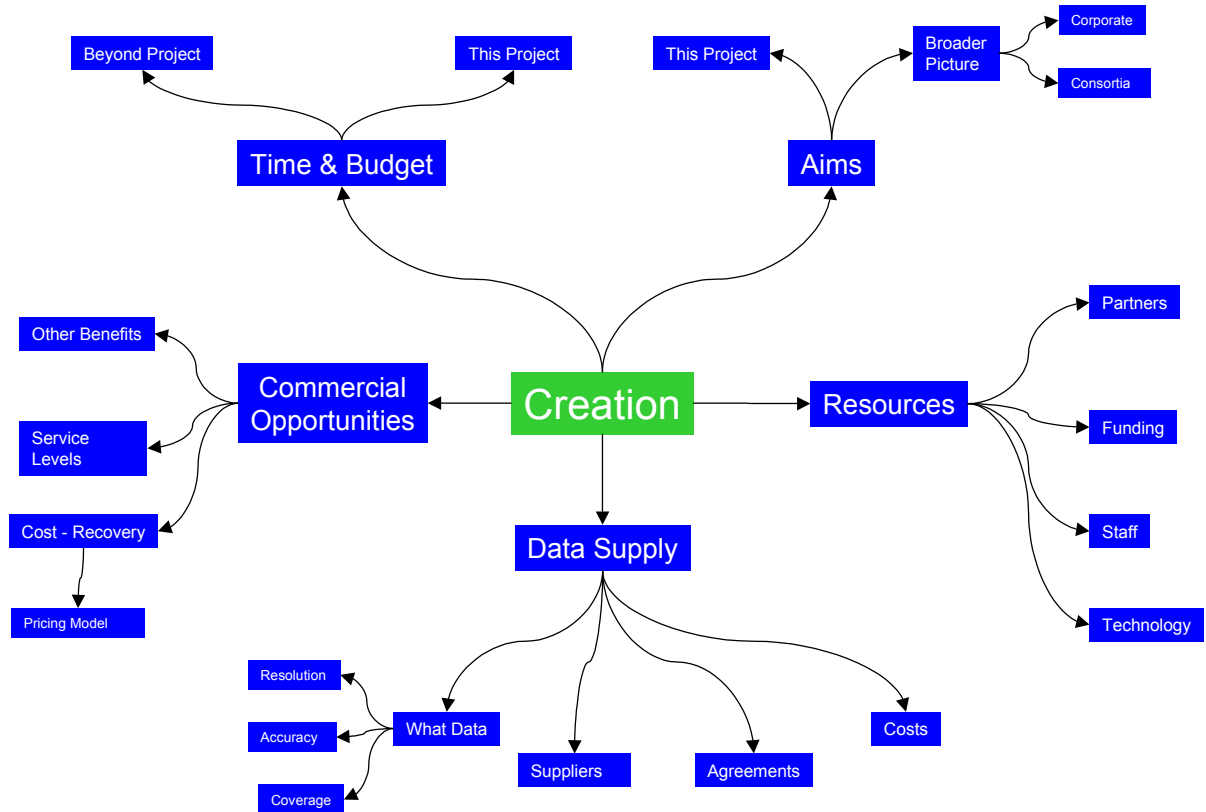 Corporate
Beyond Project
This Project
This Project
Broader
Picture
Consortia
Time & Budget
Aims
Partners
Other Benefits
Commercial
Opportunities
Creation
Resources
Service
Levels
Funding
Cost - Recovery
Staff
Data Supply
Pricing Model
Technology
Resolution
What Data
Costs
Accuracy
Suppliers
Agreements
Coverage